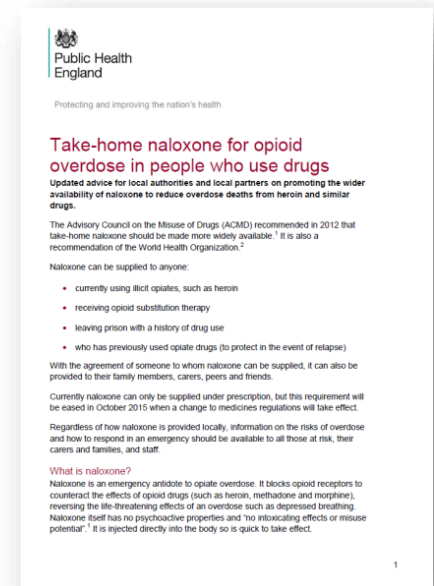 Public Health
England
Protecting and improving the nation's health
Take-home naloxone for opioid
overdose in people who use drugs
Updated advice for local authorities and local partners on promoting the wider
availability of naloxone to reduce overdose deaths from heroin and similar
drugs.
The Advisory Council on the Misuse of Drugs (ACMD) recommended in 2012 that
take-home naloxone should be made more widely available.1 It is also a
recommendation of the World Health Organization.2
Naloxone can be supplied to anyone:
• currently using illicit opiates, such as heroin
• receiving opioid substitution therapy
• leaving prison with a history of drug use
• who has previously used opiate drugs (to protect in the event of relapse)
With the agreement of someone to whom naloxone can be supplied, it can also be
provided to their family members, carers, peers and friends.
Currently naloxone can only be supplied under prescription, but this requirement will
be eased in October 2015 when a change to medicines regulations will take effect.
Regardless of how naloxone is provided locally, information on the risks of overdose
and how to respond in an emergency should be available to all those at risk, their
carers and families, and staff.
What is naloxone?
Naloxone is an emergency antidote to opiate overdose. It blocks opioid receptors to
counteract the effects of opioid drugs (such as heroin, methadone and morphine),
reversing the life-threatening effects of an overdose such as depressed breathing.
Naloxone itself has no psychoactive properties and "no intoxicating effects or misuse
potential".1 It is injected directly into the body so is quick to take effect.
1